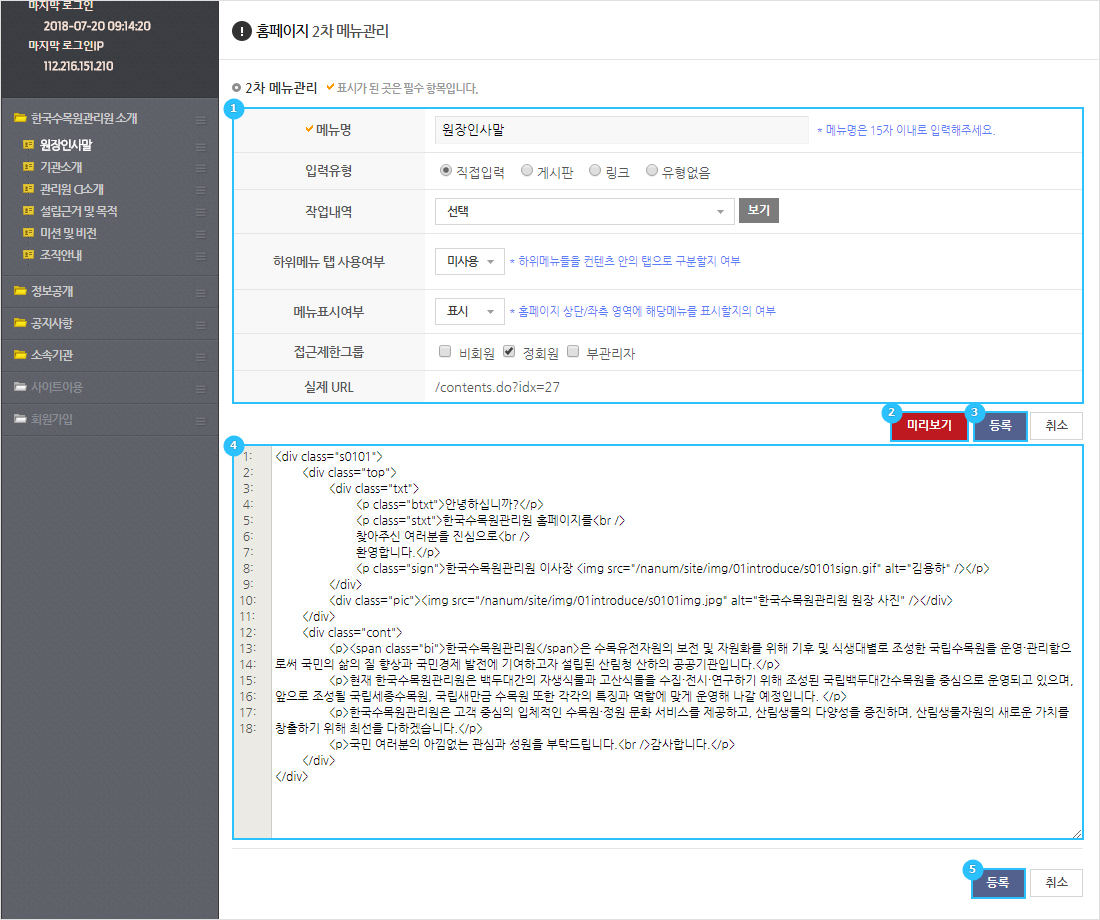 마지막 로그인
2018-07-20 09:14:20
마지막 로그인IP
112.216.151.210
한국수목원관리원 소개
원장인사말
기관소개
관리원 CI소개
설립근거 및 목적
미션 및 비전
조직안내
정보공개
공지사항
소속기관
사이트이용
회원가입
! 홈페이지 2차 메뉴관리
2차 메뉴관리 표시가 된 곳은 필수 항목입니다.
1
메뉴명 원장인사말 * 메뉴명은 15자 이내로 입력해주세요.
입력유형 직접입력 게시판 링크 유형없음
작업내역 선택 보기
하위메뉴 탭 사용여부 미사용 * 하위메뉴들을 컨텐츠 안의 탭으로 구분할지 여부
메뉴표시여부 표시 * 홈페이지 상단/좌측 영역에 해당메뉴를 표시할지의 여부
접근제한그룹 비회원 정회원 부관리자
실제 URL /contents.do?idx=27
2 미리보기 3 등록 취소
4
1: <div class="s0101">
2: <div class="top">
3: <div class="txt">
4: <p class="btxt">안녕하십니까?</p>
5: <p class="stxt">한국수목원관리원 홈페이지를<br />
6: 찾아주신 여러분을 진심으로<br />
7: 환영합니다.</p>
8: <p class="sign">한국수목원관리원 이사장 <img src="/nanum/site/img/01introduce/s0101sign.gif" alt="김용하" /></p>
9: </div>
10: <div class="pic"><img src="/nanum/site/img/01introduce/s0101img.jpg" alt="한국수목원관리원 원장 사진" /></div>
11: </div>
12: <div class="cont">
13: <p><span class="bi">한국수목원관리원</span>은 수목유전자원의 보전 및 자원화를 위해 기후 및 식생대별로 조성한 국립수목원을 운영·관리함으
14: 로써 국민의 삶의 질 향상과 국민경제 발전에 기여하고자 설립된 산림청 산하의 공공기관입니다.</p>
15: <p>현재 한국수목원관리원은 백두대간의 자생식물과 고산식물을 수집·전시·연구하기 위해 조성된 국립백두대간수목원을 중심으로 운영되고 있으며,
16: 앞으로 조성될 국립세종수목원, 국립새만금 수목원 또한 각각의 특징과 역할에 맞게 운영해 나갈 예정입니다. </p>
17: <p>한국수목원관리원은 고객 중심의 입체적인 수목원·정원 문화 서비스를 제공하고, 산림생물의 다양성을 증진하며, 산림생물자원의 새로운 가치를
18: 창출하기 위해 최선을 다하겠습니다.</p>
<p>국민 여러분의 아낌없는 관심과 성원을 부탁드립니다.<br />감사합니다.</p>
</div>
</div>
5 등록 취소